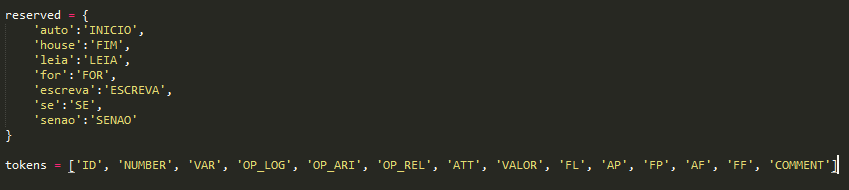 reserved = {
    'auto':'INICIO',
    'house':'FIM',
    'leia':'LEIA',
    'for':'FOR',
    'escreva':'ESCREVA',
    'se':'SE',
    'senao':'SENAO'
}
tokens = ['ID', 'NUMBER', 'VAR', 'OP_LOG', 'OP_ARI', 'OP_REL', 'ATT', 'VALOR', 'FL', 'AP', 'FP', 'AF', 'FF', 'COMMENT']